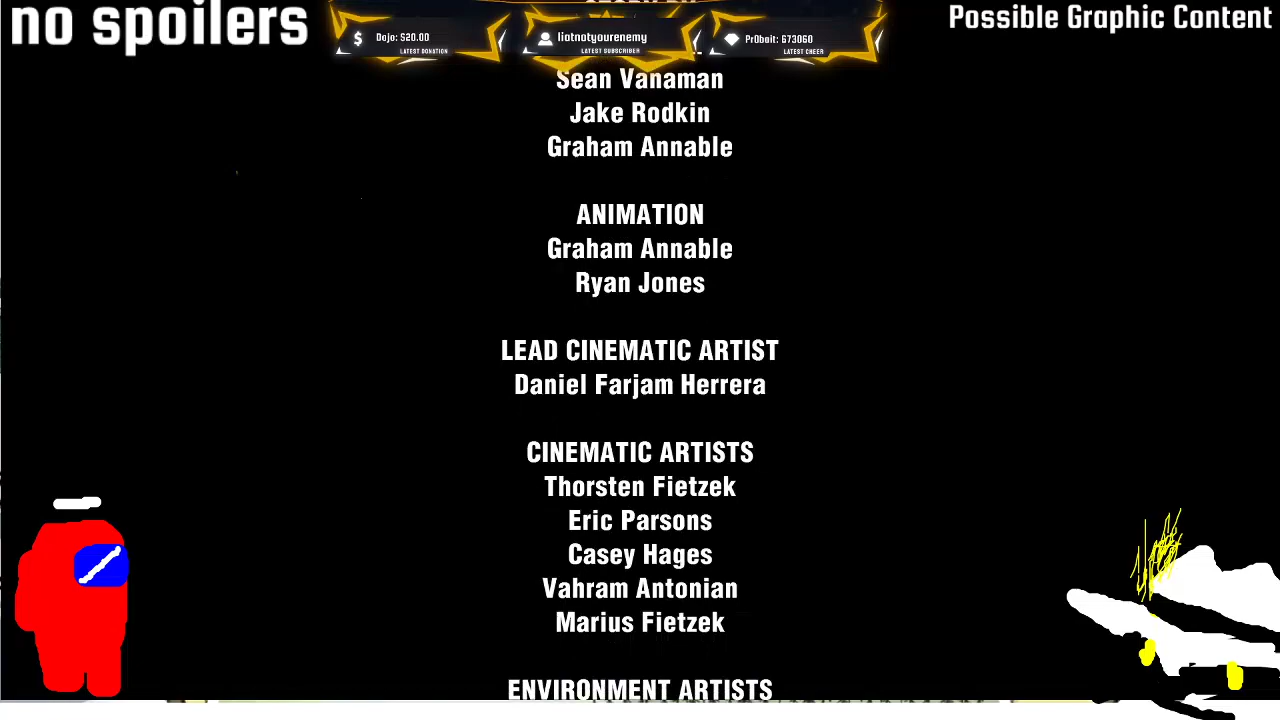 no spoilers
Possible Graphic Content
$ Dojo: $20.00
LATEST DONATION
liotnotyourenemy
LATEST SUBSCRIBER
Pr0bait: 673060
LATEST CHEER
Sean Vanaman
Jake Rodkin
Graham Annable
ANIMATION
Graham Annable
Ryan Jones
LEAD CINEMATIC ARTIST
Daniel Farjam Herrera
CINEMATIC ARTISTS
Thorsten Fietzek
Eric Parsons
Casey Hages
Vahram Antonian
Marius Fietzek
ENVIRONMENT ARTISTS